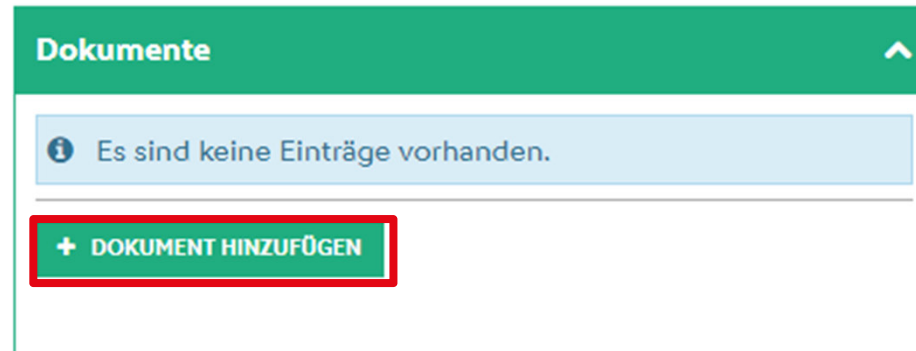 Dokumente
Es sind keine Einträge vorhanden.
+ DOKUMENT HINZUFÜGEN